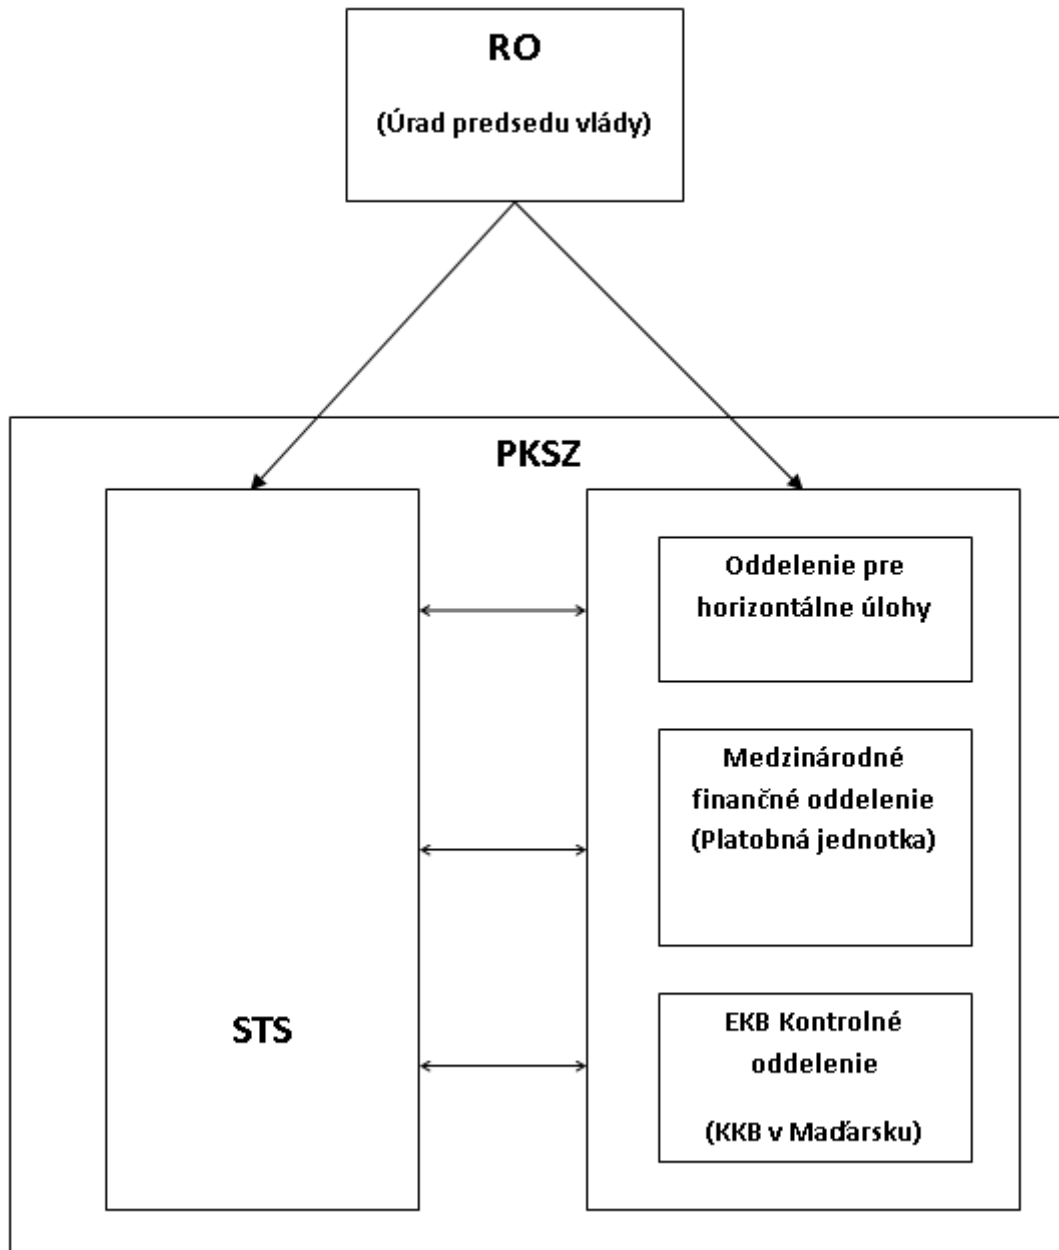 RO
(Úrad predsedu vlády)
PKSZ
STS
Oddelenie pre
horizontálne úlohy
Medzinárodné
finančné oddelenie
(Platobná jednotka)
EKB Kontrolné
oddelenie
(KKB v Maďarsku)